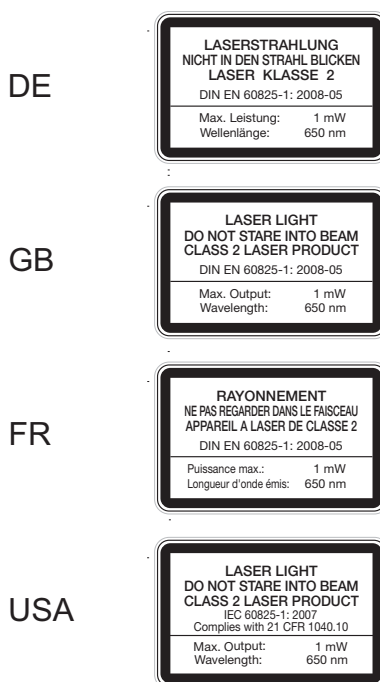 DE
LASERSTRAHLUNG
NICHT IN DEN STRAHL BLICKEN
LASER KLASSE 2
DIN EN 60825-1: 2008-05
Max. Leistung: 1 mW
Wellenlänge: 650 nm
GB
LASER LIGHT
DO NOT STARE INTO BEAM
CLASS 2 LASER PRODUCT
DIN EN 60825-1: 2008-05
Max. Output: 1 mW
Wavelength: 650 nm
FR
RAYONNEMENT
NE PAS REGARDER DANS LE FAISCEAU
APPAREIL A LASER DE CLASSE 2
DIN EN 60825-1: 2008-05
Puissance max.: 1 mW
Longueur d'onde émis: 650 nm
USA
LASER LIGHT
DO NOT STARE INTO BEAM
CLASS 2 LASER PRODUCT
IEC 60825-1: 2007
Complies with 21 CFR 1040.10
Max. Output: 1 mW
Wavelength: 650 nm